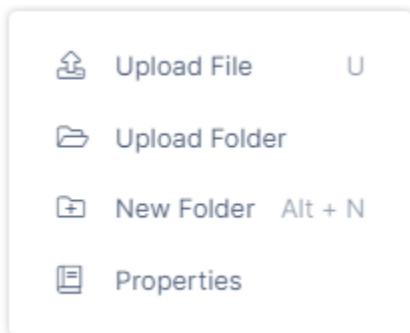 Upload File U
Upload Folder
New Folder Alt + N
Properties